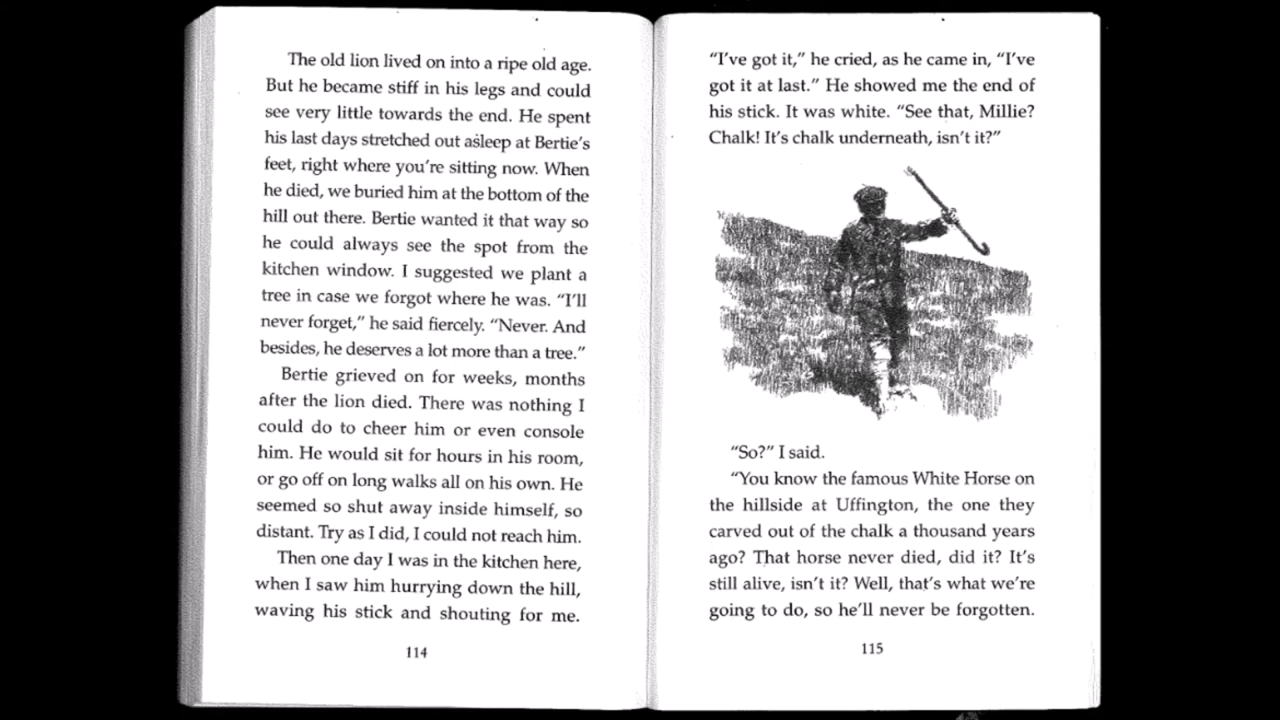 The old lion lived on into a ripe old age.
But he became stiff in his legs and could
see very little towards the end. He spent
his last days stretched out asleep at Bertie's
feet, right where you're sitting now. When
he died, we buried him at the bottom of the
hill out there. Bertie wanted it that way so
he could always see the spot from the
kitchen window. I suggested we plant a
tree in case we forgot where he was. “I'll
never forget,” he said fiercely. “Never. And
besides, he deserves a lot more than a tree.”
Bertie grieved on for weeks, months
after the lion died. There was nothing I
could do to cheer him or even console
him. He would sit for hours in his room,
or go off on long walks all on his own. He
seemed so shut away inside himself, so
distant. Try as I did, I could not reach him.
Then one day I was in the kitchen here,
when I saw him hurrying down the hill,
waving his stick and shouting for me.
114
“I've got it,” he cried, as he came in, “I've
got it at last.” He showed me the end of
his stick. It was white. “See that, Millie?
Chalk! It's chalk underneath, isn't it?”
“So?” I said.
“You know the famous White Horse on
the hillside at Uffington, the one they
carved out of the chalk a thousand years
ago? That horse never died, did it? It's
still alive, isn't it? Well, that's what we're
going to do, so he'll never be forgotten.
115